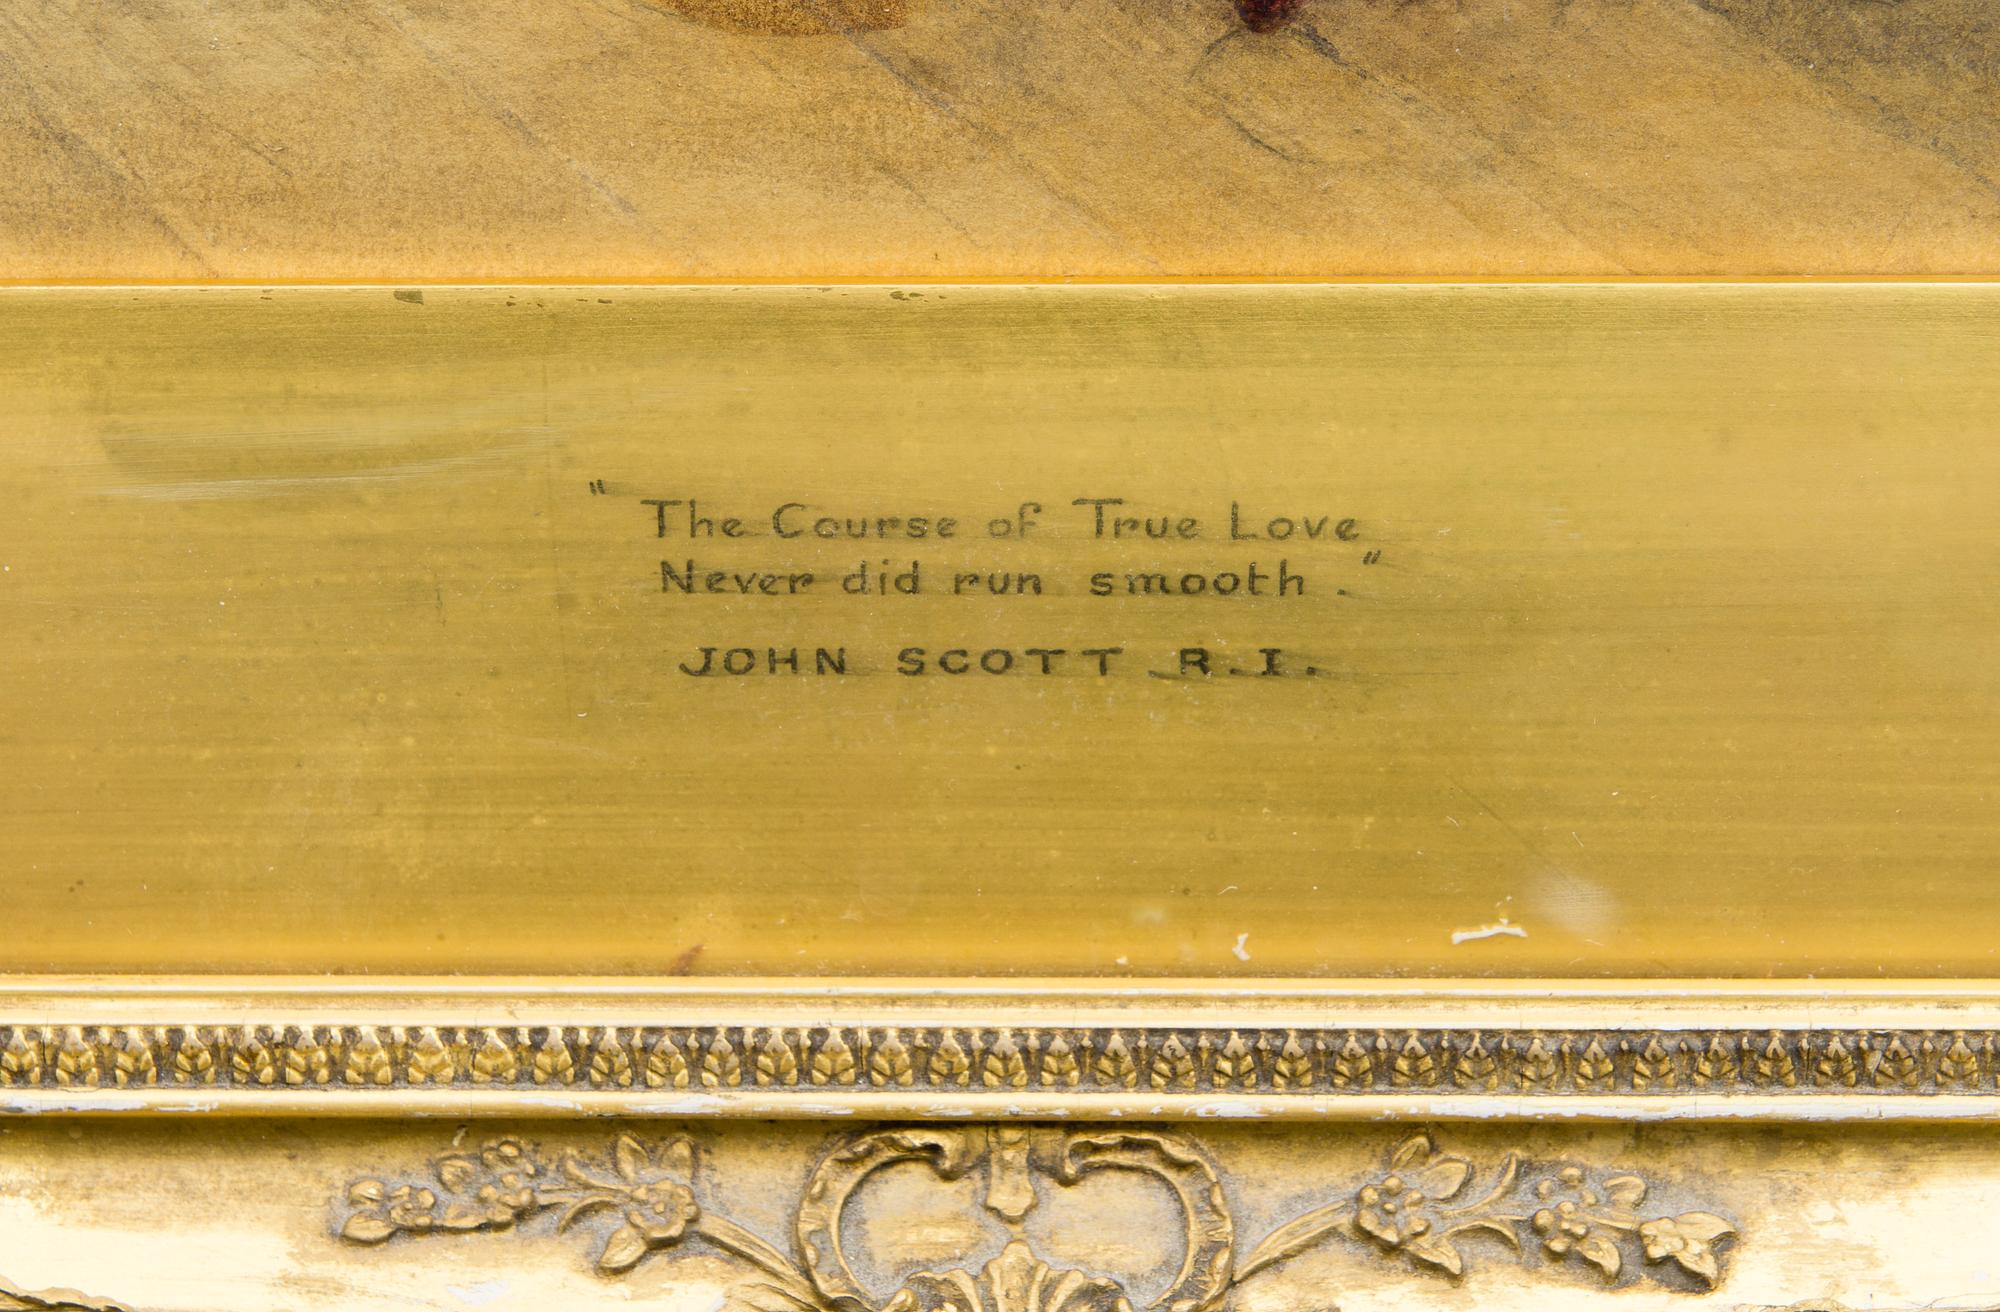 "The Course of True Love
Never did run smooth."
JOHN SCOTT R.I.